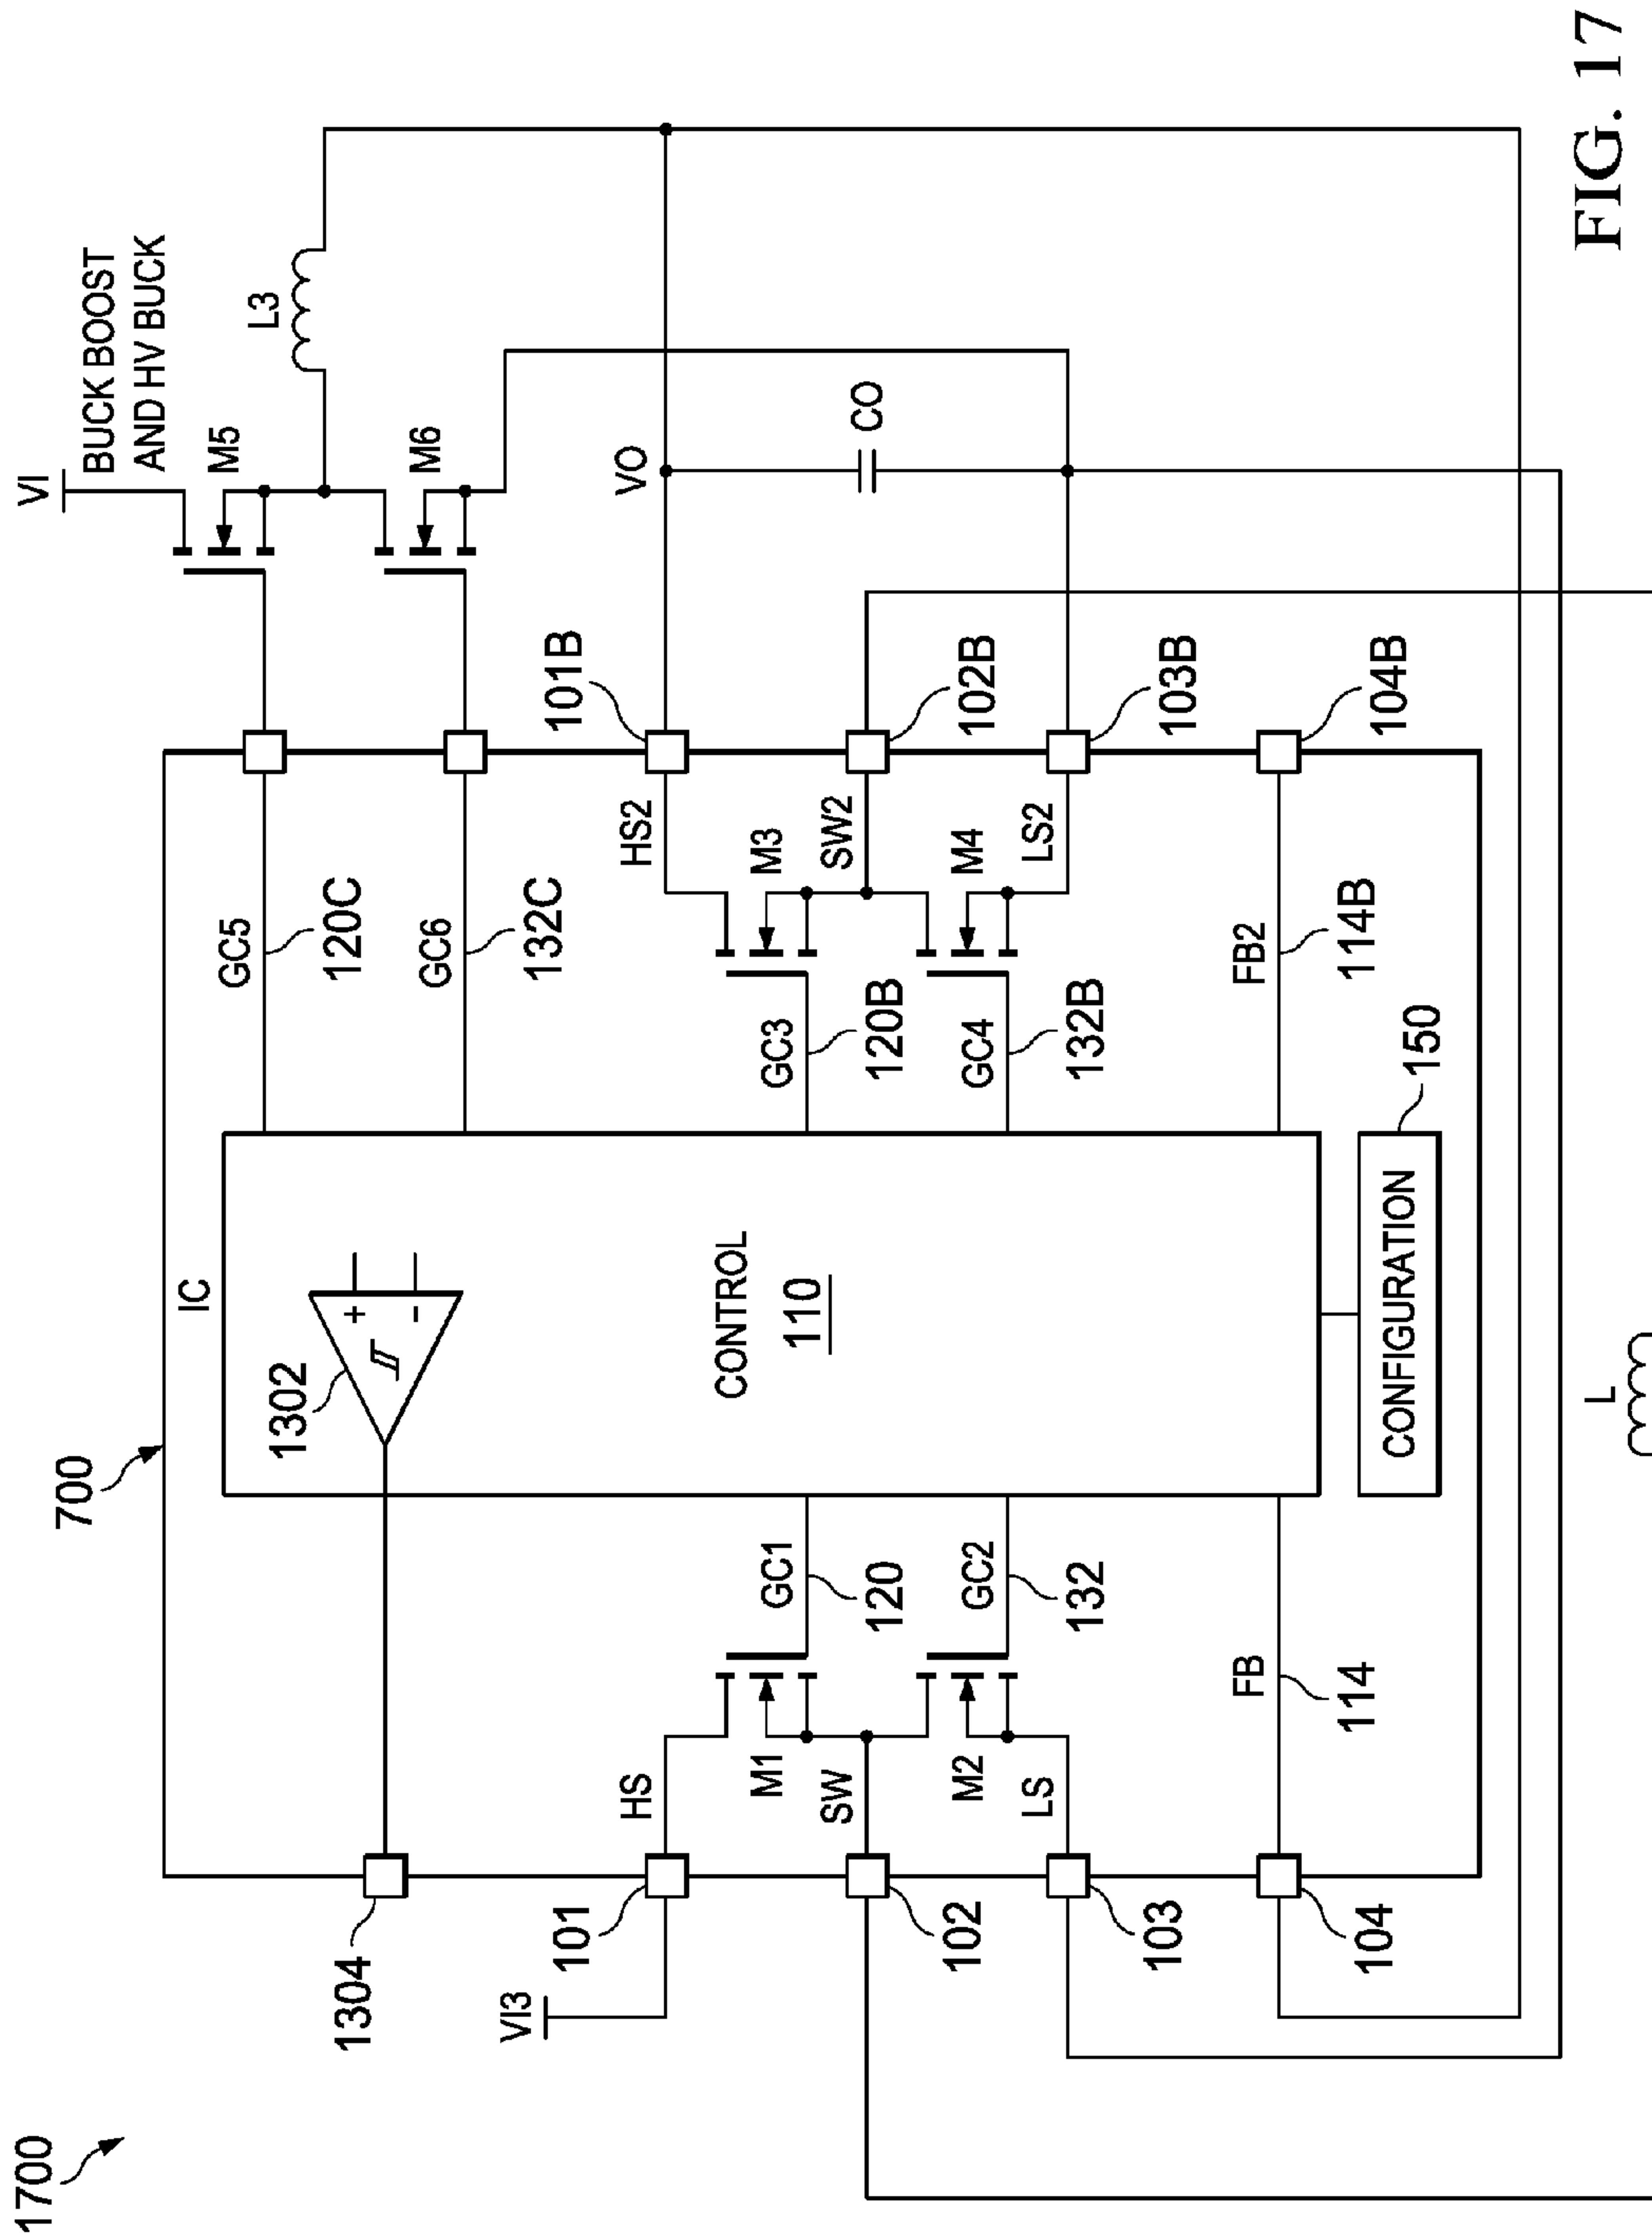 1700
700
IC
VI
BUCK BOOST
AND HV BUCK
M5
M6
L3
1302
+
-
1304
GC5
120C
GC6
132C
VI3
101
HS
M1
SW
102
M2
LS
103
GC1
120
GC2
132
CONTROL
110
GC3
120B
GC4
132B
HS2
101B
M3
SW2
102B
M4
LS2
103B
VO
CO
FB
114
104
FB2
114B
104B
CONFIGURATION
150
L
FIG. 17